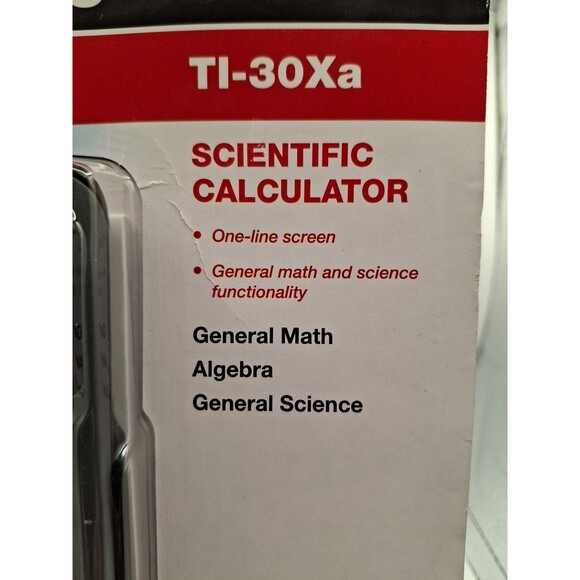 TI-30Xa
SCIENTIFIC
CALCULATOR
• One-line screen
• General math and science
functionality
General Math
Algebra
General Science